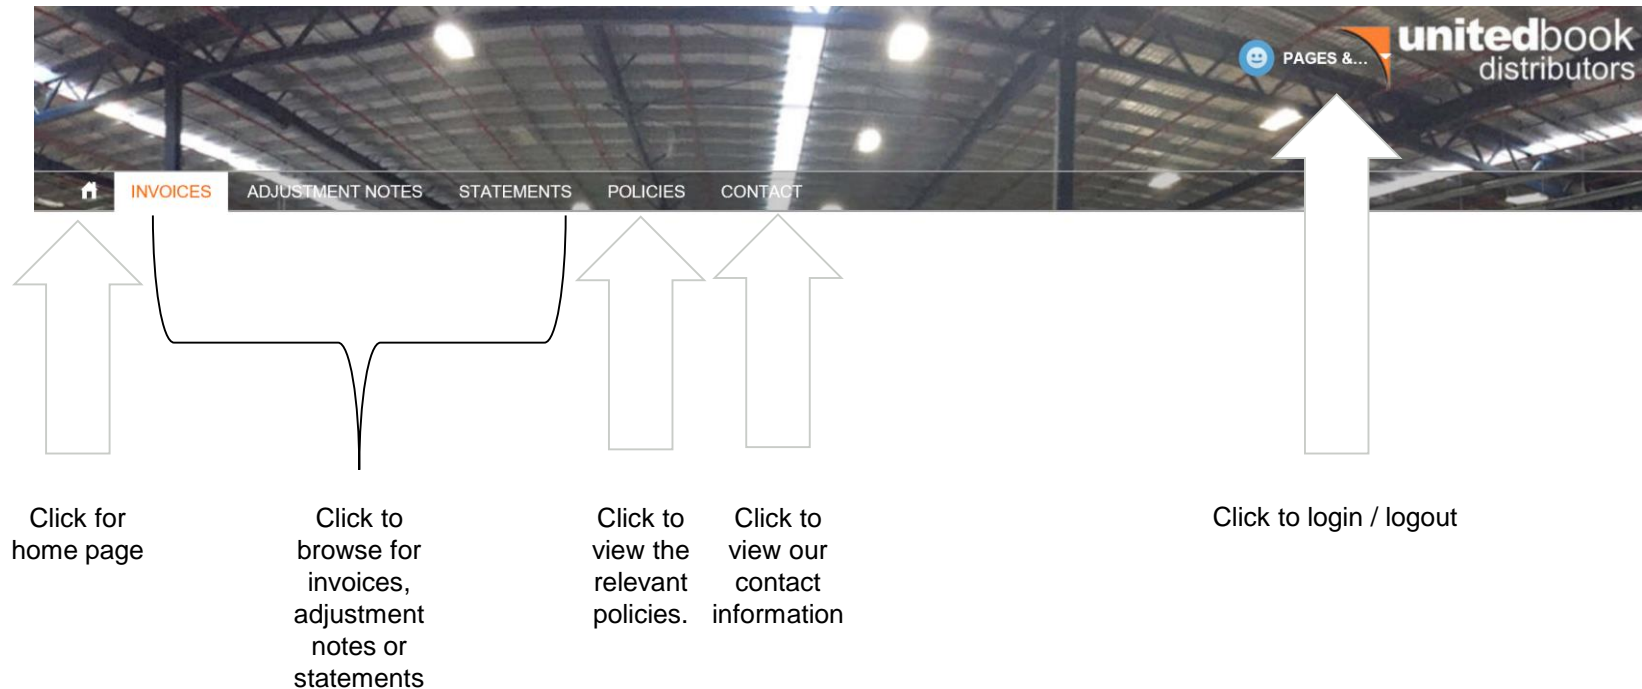 unitedbook
distributors
PAGES &...
INVOICES ADJUSTMENT NOTES STATEMENTS POLICIES CONTACT
Click for
home page
Click to
browse for
invoices,
adjustment
notes or
statements
Click to
view the
relevant
policies.
Click to
view our
contact
information
Click to login / logout